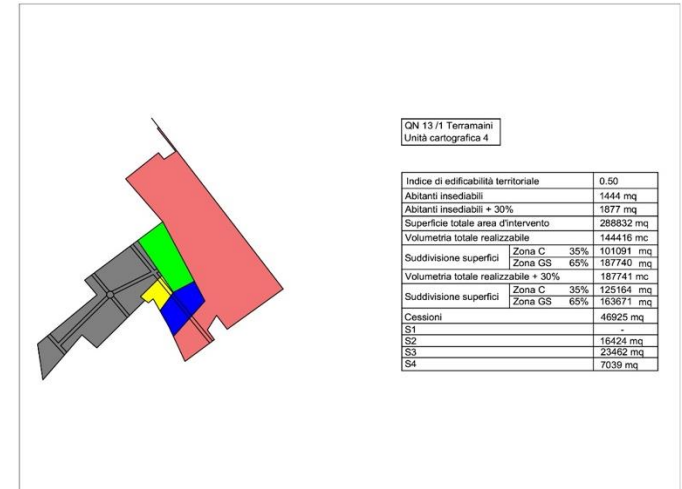 QN 13 /1 Terramaini
Unità cartografica 4
Indice di edificabilità territoriale 0.50
Abitanti insediabili 1444 mq
Abitanti insediabili + 30% 1877 mq
Superficie totale area d'intervento 288832 mq
Volumetria totale realizzabile 144416 mc
Suddivisione superfici Zona C 35% 101091 mq
Zona GS 65% 187740 mq
Volumetria totale realizzabile + 30% 187741 mc
Suddivisione superfici Zona C 35% 125164 mq
Zona GS 65% 163671 mq
Cessioni 46925 mq
S1 -
S2 16424 mq
S3 23462 mq
S4 7039 mq